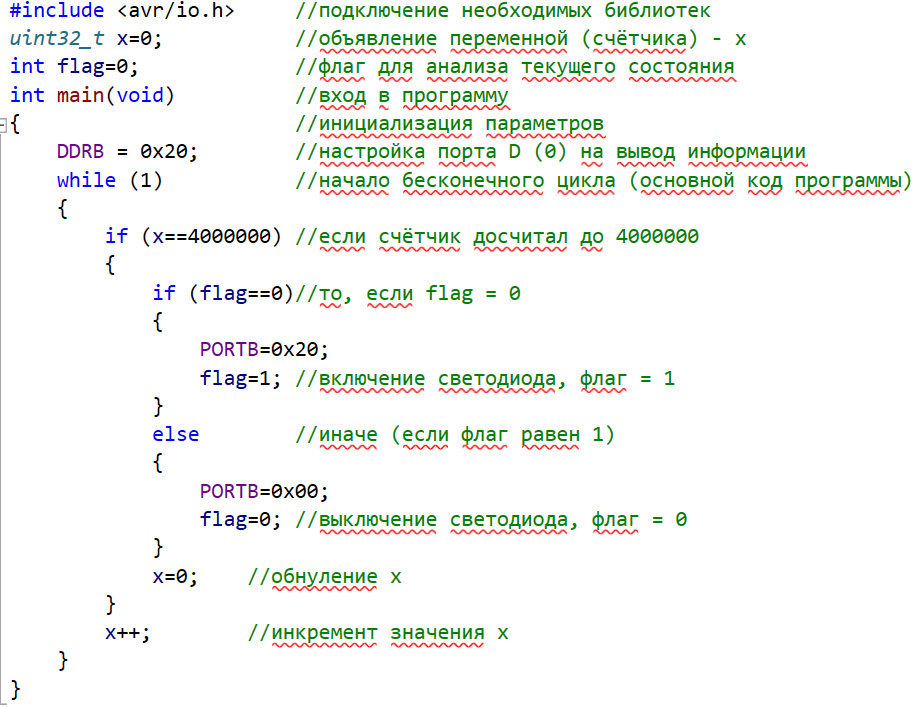 #include <avr/io.h>     //подключение необходимых библиотек
uint32_t x=0;           //объявление переменной (счётчика) - x
int flag=0;             //флаг для анализа текущего состояния
int main(void)          //вход в программу
{                       //инициализация параметров
    DDRB = 0x20;        //настройка порта D (0) на вывод информации
    while (1)           //начало бесконечного цикла (основной код программы)
    {
        if (x==4000000) //если счётчик досчитал до 4000000
        {
            if (flag==0)//то, если flag = 0
            {
                PORTB=0x20;
                flag=1; //включение светодиода, флаг = 1
            }
            else        //иначе (если флаг равен 1)
            {
                PORTB=0x00;
                flag=0; //выключение светодиода, флаг = 0
            }
            x=0;    //обнуление x
        }
        x++;        //инкремент значения x
    }
}